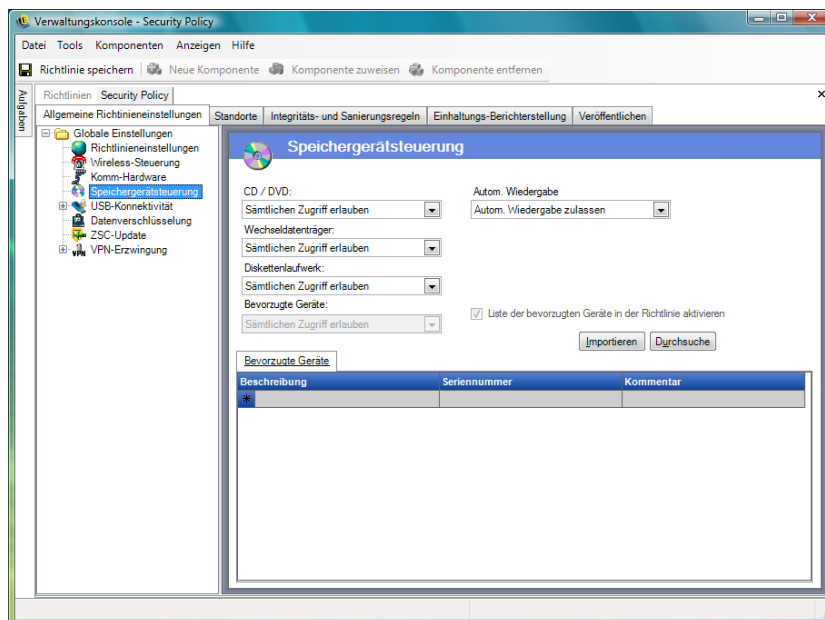 Verwaltungskonsole - Security Policy
Datei Tools Komponenten Anzeigen Hilfe
Richtlinie speichern Neue Komponente Komponente zuweisen Komponente entfernen
Aufgaben
Richtlinien Security Policy
Allgemeine Richtinieneinstellungen Standorte Integritäts- und Sanierungsregeln Einhaltungs-Berichterstellung Veröffentlichen
Globale Einstellungen
Richtlinieneinstellungen
Wireless-Steuerung
Komm-Hardware
Speichergerätsteuerung
USB-Konnektivität
Datenverschlüsselung
ZSC-Update
VPN-Erzwingung
Speichergerätsteuerung
CD / DVD:
Sämtlichen Zugriff erlauben
Autom. Wiedergabe
Autom. Wiedergabe zulassen
Wechseldatenträger:
Sämtlichen Zugriff erlauben
Diskettenlaufwerk:
Sämtlichen Zugriff erlauben
Bevorzugte Geräte:
Sämtlichen Zugriff erlauben
Liste der bevorzugten Geräte in der Richtlinie aktivieren
Importieren Durchsuche
Bevorzugte Geräte
Beschreibung Seriennummer Kommentar